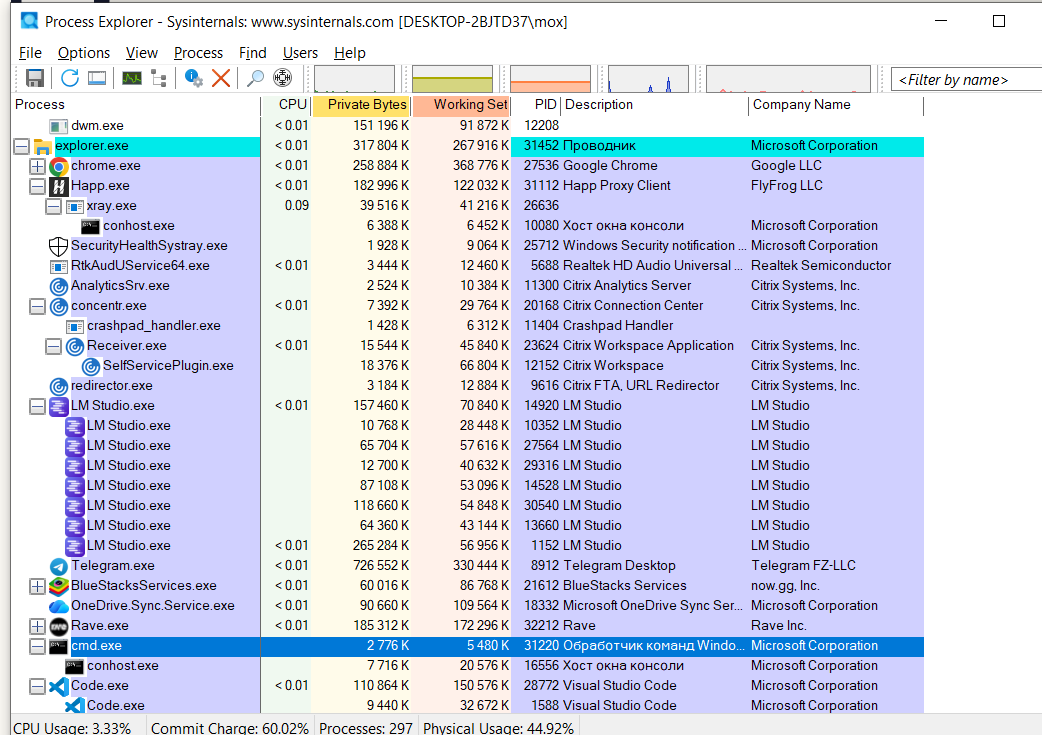 Process Explorer - Sysinternals: www.sysinternals.com [DESKTOP-2BJTD37\mox]
File Options View Process Find Users Help
<Filter by name>
Process CPU Private Bytes Working Set PID Description Company Name
dwm.exe < 0.01 151 196 K 91 872 K 12208
explorer.exe < 0.01 317 804 K 267 916 K 31452 Проводник Microsoft Corporation
chrome.exe < 0.01 258 884 K 368 776 K 27536 Google Chrome Google LLC
Happ.exe < 0.01 182 996 K 122 032 K 31112 Happ Proxy Client FlyFrog LLC
xray.exe 0.09 39 516 K 41 216 K 26636
conhost.exe 6 388 K 6 452 K 10080 Хост окна консоли Microsoft Corporation
SecurityHealthSystray.exe 1 928 K 9 064 K 25712 Windows Security notification ... Microsoft Corporation
RtkAudUService64.exe < 0.01 3 444 K 12 460 K 5688 Realtek HD Audio Universal ... Realtek Semiconductor
AnalyticsSrv.exe 2 524 K 10 384 K 11300 Citrix Analytics Server Citrix Systems, Inc.
concentr.exe < 0.01 7 392 K 29 764 K 20168 Citrix Connection Center Citrix Systems, Inc.
crashpad_handler.exe 1 428 K 6 312 K 11404 Crashpad Handler
Receiver.exe < 0.01 15 544 K 45 840 K 23624 Citrix Workspace Application Citrix Systems, Inc.
SelfServicePlugin.exe 18 376 K 66 804 K 12152 Citrix Workspace Citrix Systems, Inc.
redirector.exe 3 184 K 12 884 K 9616 Citrix FTA, URL Redirector Citrix Systems, Inc.
LM Studio.exe < 0.01 157 460 K 70 840 K 14920 LM Studio LM Studio
LM Studio.exe 10 768 K 28 448 K 10352 LM Studio LM Studio
LM Studio.exe 65 704 K 57 616 K 27564 LM Studio LM Studio
LM Studio.exe 12 700 K 40 632 K 29316 LM Studio LM Studio
LM Studio.exe 87 108 K 53 096 K 14528 LM Studio LM Studio
LM Studio.exe 118 660 K 54 848 K 30540 LM Studio LM Studio
LM Studio.exe 64 360 K 43 144 K 13660 LM Studio LM Studio
LM Studio.exe < 0.01 265 284 K 56 956 K 1152 LM Studio LM Studio
Telegram.exe < 0.01 726 552 K 330 444 K 8912 Telegram Desktop Telegram FZ-LLC
BlueStacksServices.exe < 0.01 60 016 K 86 768 K 21612 BlueStacks Services now.gg, Inc.
OneDrive.Sync.Service.exe < 0.01 90 660 K 109 564 K 18332 Microsoft OneDrive Sync Ser... Microsoft Corporation
Rave.exe < 0.01 185 312 K 172 296 K 32212 Rave Rave Inc.
cmd.exe 2 776 K 5 480 K 31220 Обработчик команд Windo... Microsoft Corporation
conhost.exe 7 716 K 20 576 K 16556 Хост окна консоли Microsoft Corporation
Code.exe < 0.01 110 864 K 150 576 K 28772 Visual Studio Code Microsoft Corporation
Code.exe 9 440 K 32 672 K 1588 Visual Studio Code Microsoft Corporation
CPU Usage: 3.33% Commit Charge: 60.02% Processes: 297 Physical Usage: 44.92%